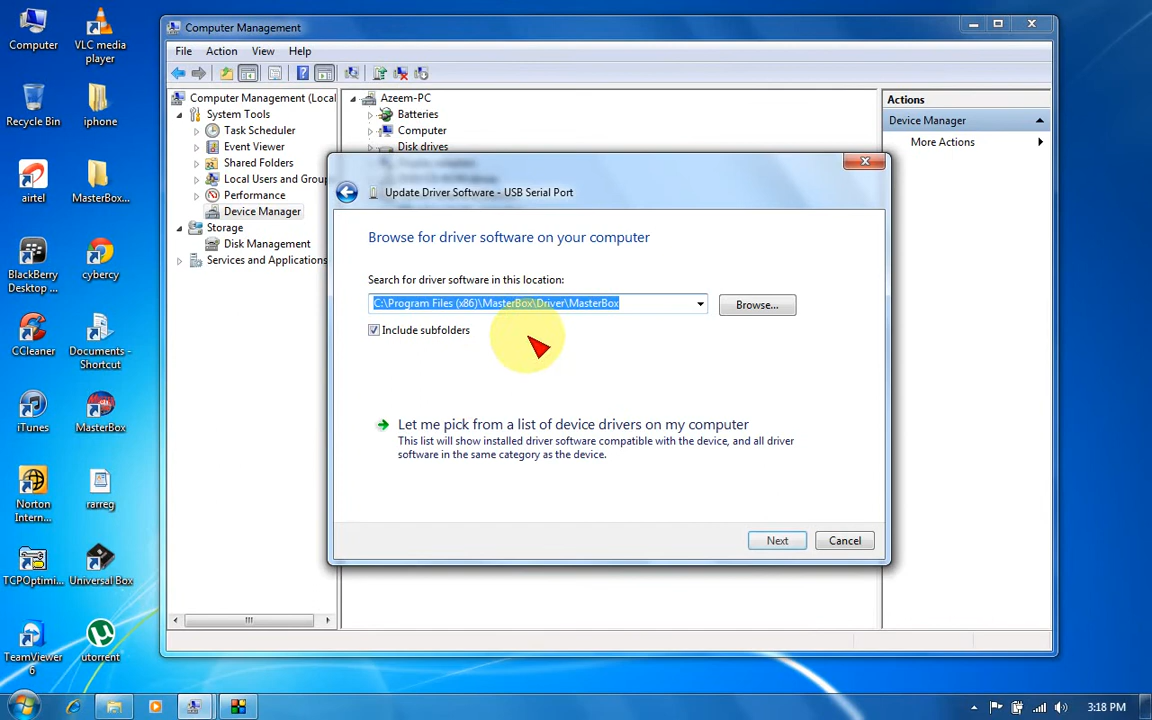 Computer
VLC media
player
Recycle Bin
iphone
airtel
MasterBox...
BlackBerry
Desktop ...
cybercy
CCleaner
Documents -
Shortcut
iTunes
MasterBox
Norton
Intern...
rarreg
TCPOptimi...
Universal Box
TeamViewer
6
utorrent
Computer Management
File Action View Help
Computer Management (Local
System Tools
Task Scheduler
Event Viewer
Shared Folders
Local Users and Group
Performance
Device Manager
Storage
Disk Management
Services and Applications
Azeem-PC
Batteries
Computer
Disk drives
Display adapters
Actions
Device Manager
More Actions
Update Driver Software - USB Serial Port
Browse for driver software on your computer
Search for driver software in this location:
C:\Program Files (x86)\MasterBox\Driver\MasterBox
Browse...
Include subfolders
Let me pick from a list of device drivers on my computer
This list will show installed driver software compatible with the device, and all driver
software in the same category as the device.
Next
Cancel
3:18 PM